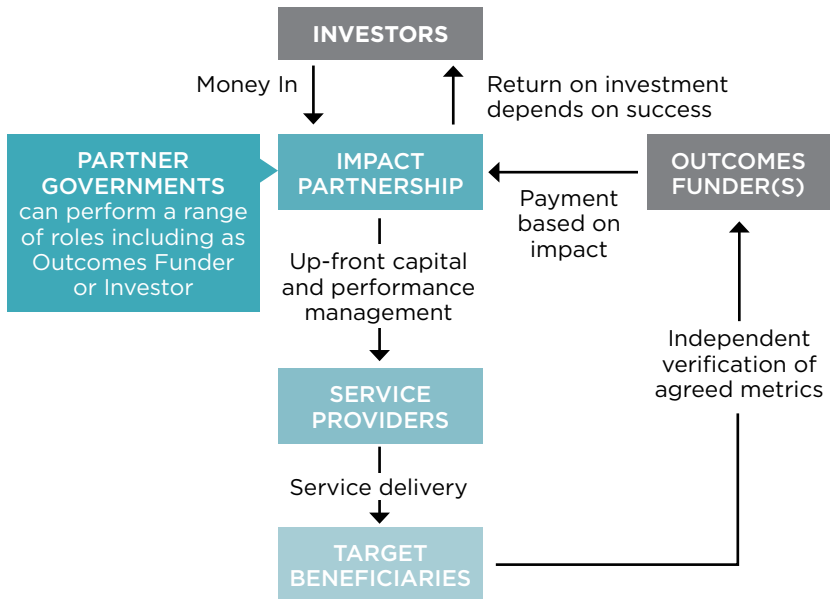 INVESTORS
Money In
Return on investment
depends on success
PARTNER
GOVERNMENTS
can perform a range
of roles including as
Outcomes Funder
or Investor
IMPACT
PARTNERSHIP
OUTCOMES
FUNDER(S)
Payment
based on
impact
Up-front capital
and performance
management
Independent
verification of
agreed metrics
SERVICE
PROVIDERS
Service delivery
TARGET
BENEFICIARIES